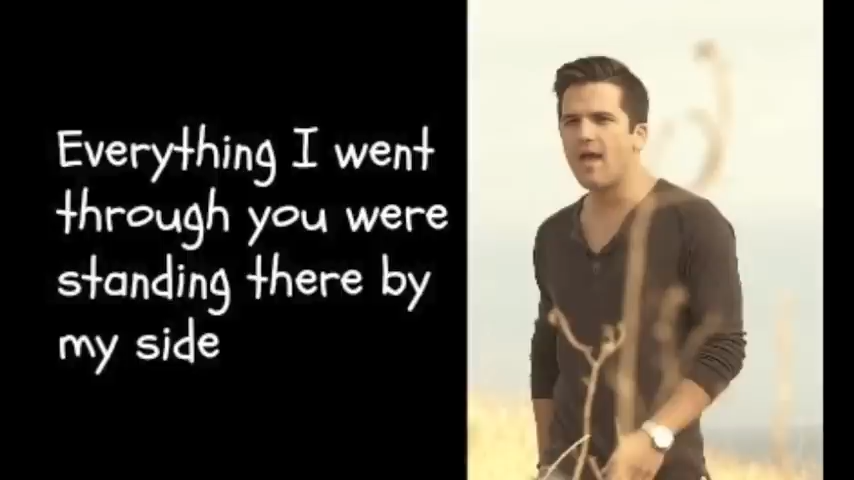 Everything I went
through you were
standing there by
my side